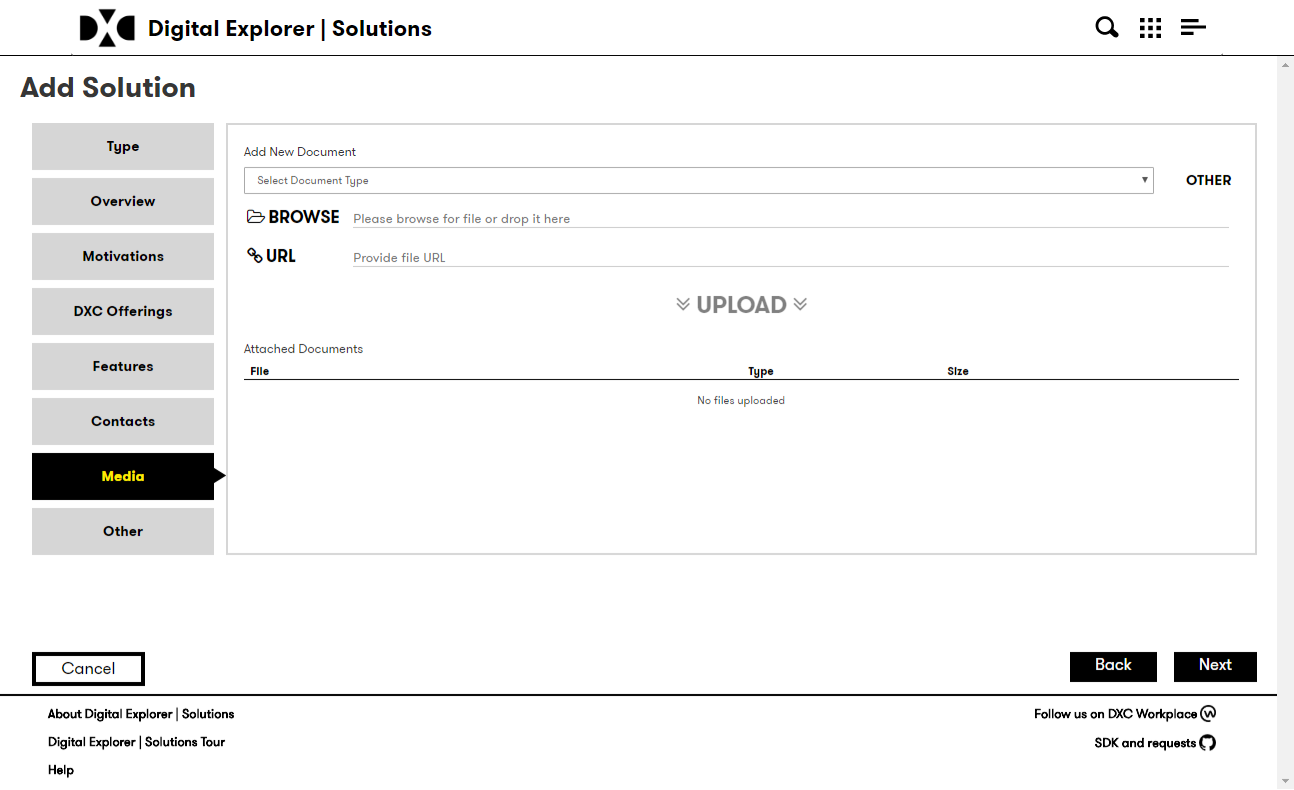 DXC Digital Explorer | Solutions
Add Solution
Type
Overview
Motivations
DXC Offerings
Features
Contacts
Media
Other
Add New Document
Select Document Type
OTHER
BROWSE Please browse for file or drop it here
URL Provide file URL
UPLOAD
Attached Documents
File Type Size
No files uploaded
Cancel
Back Next
About Digital Explorer | Solutions
Digital Explorer | Solutions Tour
Help
Follow us on DXC Workplace
SDK and requests